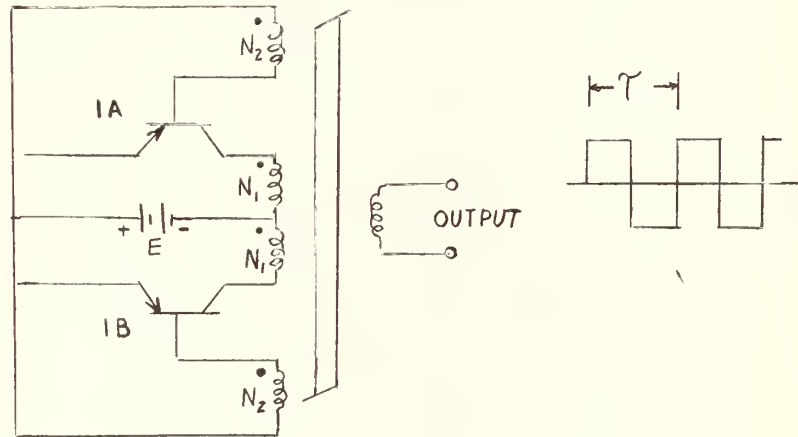 N₂
1A
N₁
+ -
E
N₁
1B
N₂
OUTPUT
τ